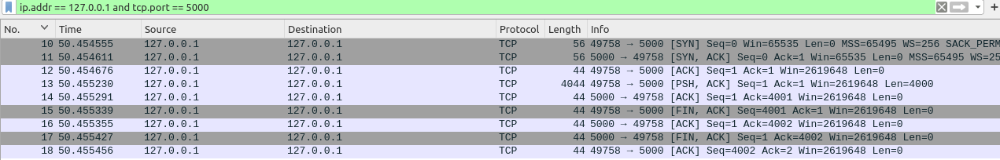 ip.addr == 127.0.0.1 and tcp.port == 5000
No. Time Source Destination Protocol Length Info
10 50.454555 127.0.0.1 127.0.0.1 TCP 56 49758 → 5000 [SYN] Seq=0 Win=65535 Len=0 MSS=65495 WS=256 SACK_PERM
11 50.454611 127.0.0.1 127.0.0.1 TCP 56 5000 → 49758 [SYN, ACK] Seq=0 Ack=1 Win=65535 Len=0 MSS=65495 WS=25
12 50.454676 127.0.0.1 127.0.0.1 TCP 44 49758 → 5000 [ACK] Seq=1 Ack=1 Win=2619648 Len=0
13 50.455230 127.0.0.1 127.0.0.1 TCP 4044 49758 → 5000 [PSH, ACK] Seq=1 Ack=1 Win=2619648 Len=4000
14 50.455291 127.0.0.1 127.0.0.1 TCP 44 5000 → 49758 [ACK] Seq=1 Ack=4001 Win=2619648 Len=0
15 50.455339 127.0.0.1 127.0.0.1 TCP 44 49758 → 5000 [FIN, ACK] Seq=4001 Ack=1 Win=2619648 Len=0
16 50.455355 127.0.0.1 127.0.0.1 TCP 44 5000 → 49758 [ACK] Seq=1 Ack=4002 Win=2619648 Len=0
17 50.455427 127.0.0.1 127.0.0.1 TCP 44 5000 → 49758 [FIN, ACK] Seq=1 Ack=4002 Win=2619648 Len=0
18 50.455456 127.0.0.1 127.0.0.1 TCP 44 49758 → 5000 [ACK] Seq=4002 Ack=2 Win=2619648 Len=0